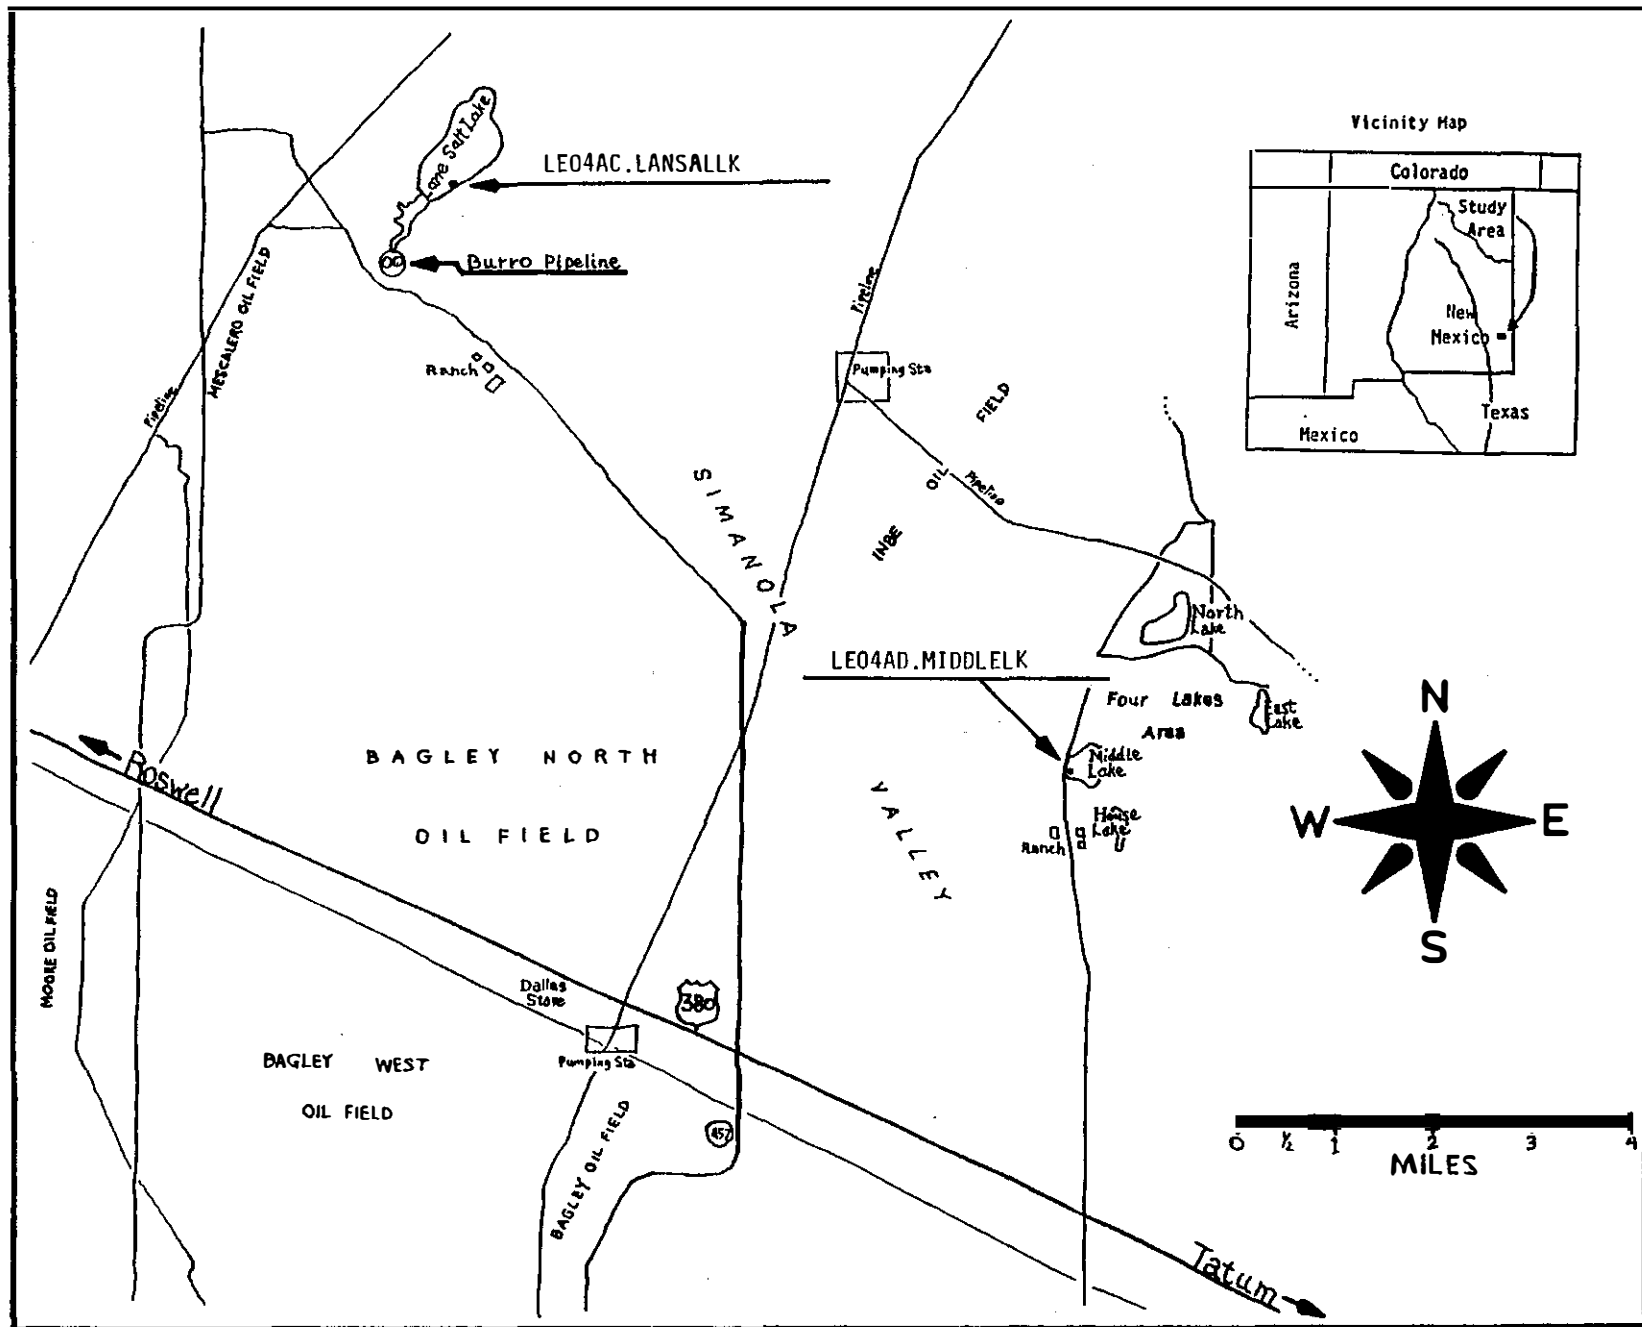 Vicinity Map
Colorado
Study
Area
Arizona
New
Mexico
Texas
Mexico
Lane Salt Lake
LE04AC.LANSALLK
Burro Pipeline
MESCALERO OIL FIELD
Pipeline
Ranch
Pipeline
Pumping Sta
INBE OIL FIELD
Pipeline
SIMANOLA
VALLEY
North
Lake
LE04AD.MIDDLELK
Four Lakes
Area
East
Lake
Middle
Lake
House
Lake
Ranch
N
W E
S
Roswell
BAGLEY NORTH
OIL FIELD
MOORE OIL FIELD
Dallas
Store
380
Pumping Sta
BAGLEY WEST
OIL FIELD
BAGLEY OIL FIELD
457
Tatum
0 ½ 1 2 3 4
MILES